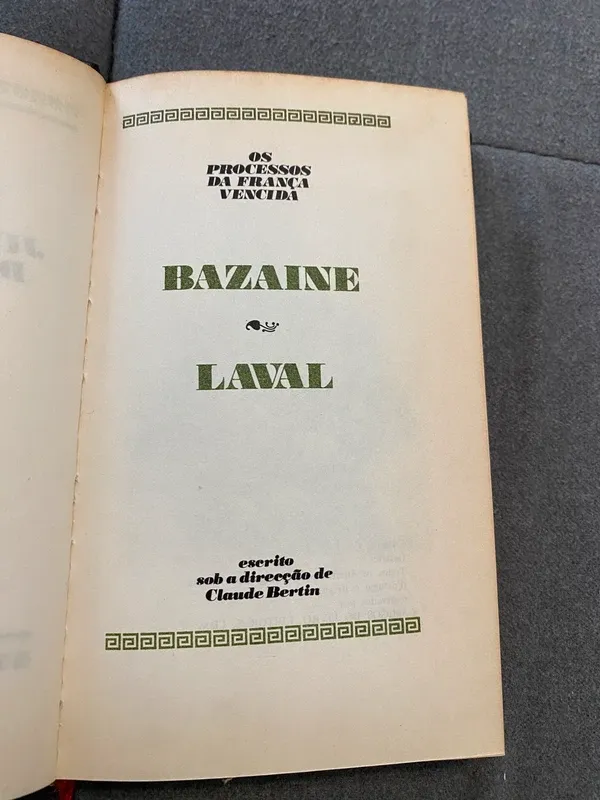 OS
PROCESSOS
DA FRANÇA
VENCIDA
BAZAINE
LAVAL
escrito
sob a direcção de
Claude Bertin